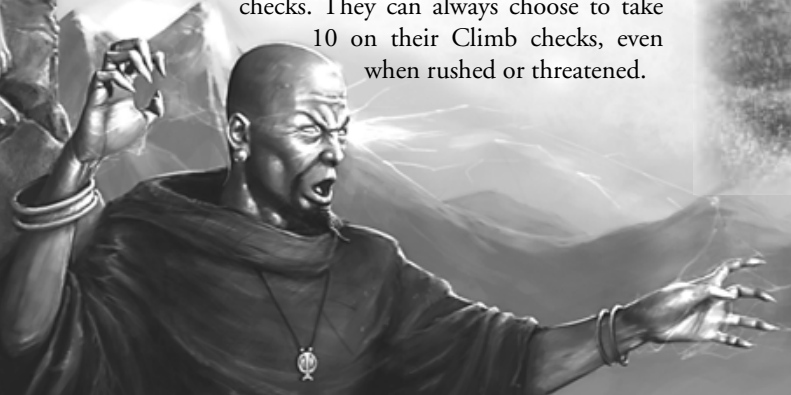 checks. They can always choose to take
10 on their Climb checks, even
when rushed or threatened.